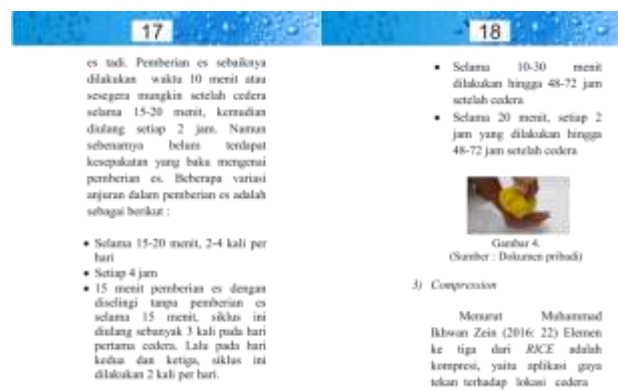 17
es tadi. Pemberian es sebaiknya
dilakukan waktu 10 menit atau
sesegera mungkin setelah cedera
selama 15-20 menit, kemudian
diulang setiap 2 jam. Namun
sebenarnya belum terdapat
kesepakatan yang baku mengenai
pemberian es. Beberapa variasi
anjuran dalam pemberian es adalah
sebagai berikut :
• Selama 15-20 menit, 2-4 kali per
hari
• Setiap 4 jam
• 15 menit pemberian es dengan
diselingi tanpa pemberian es
selama 15 menit, siklus ini
diulang sebanyak 3 kali pada hari
pertama cedera. Lalu pada hari
kedua dan ketiga, siklus ini
dilakukan 2 kali per hari.
18
• Selama 10-30 menit
dilakukan hingga 48-72 jam
setelah cedera
• Selama 20 menit, setiap 2
jam yang dilakukan hingga
48-72 jam setelah cedera
Gambar 4.
(Sumber : Dokumen pribadi)
3) Compression
Menurut Muhammad
Ikhwan Zein (2016: 22) Elemen
ke tiga dari RICE adalah
kompresi, yaitu aplikasi gaya
tekan terhadap lokasi cedera